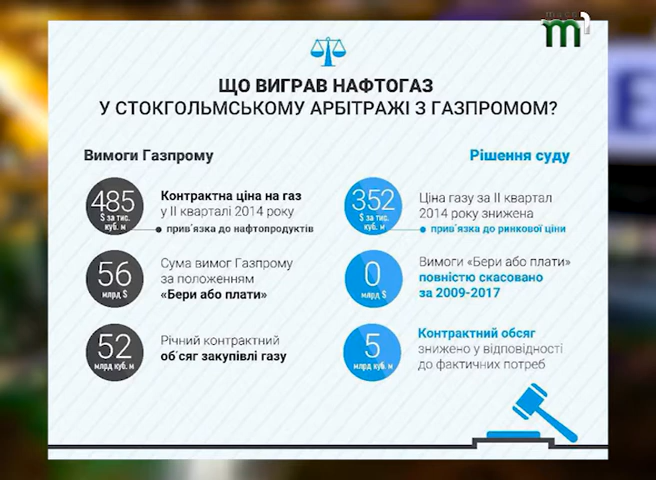 ЩО ВИГРАВ НАФТОГАЗ
У СТОКГОЛЬМСЬКОМУ АРБІТРАЖІ З ГАЗПРОМОМ?
Вимоги Газпрому
485
$ за тис.
куб. м
Контрактна ціна на газ
у II кварталі 2014 року
прив'язка до нафтопродуктів
56
млрд $
Сума вимог Газпрому
за положенням
«Бери або плати»
52
млрд куб. м
Річний контрактний
об'єм закупівлі газу
Рішення суду
352
$ за тис.
куб. м
Ціна газу за II квартал
2014 року знижена
прив'язка до ринкової ціни
0
млрд $
Вимоги «Бери або плати»
повністю скасовано
за 2009-2017
5
млрд куб. м
Контрактний обсяг
знижено у відповідності
до фактичних потреб